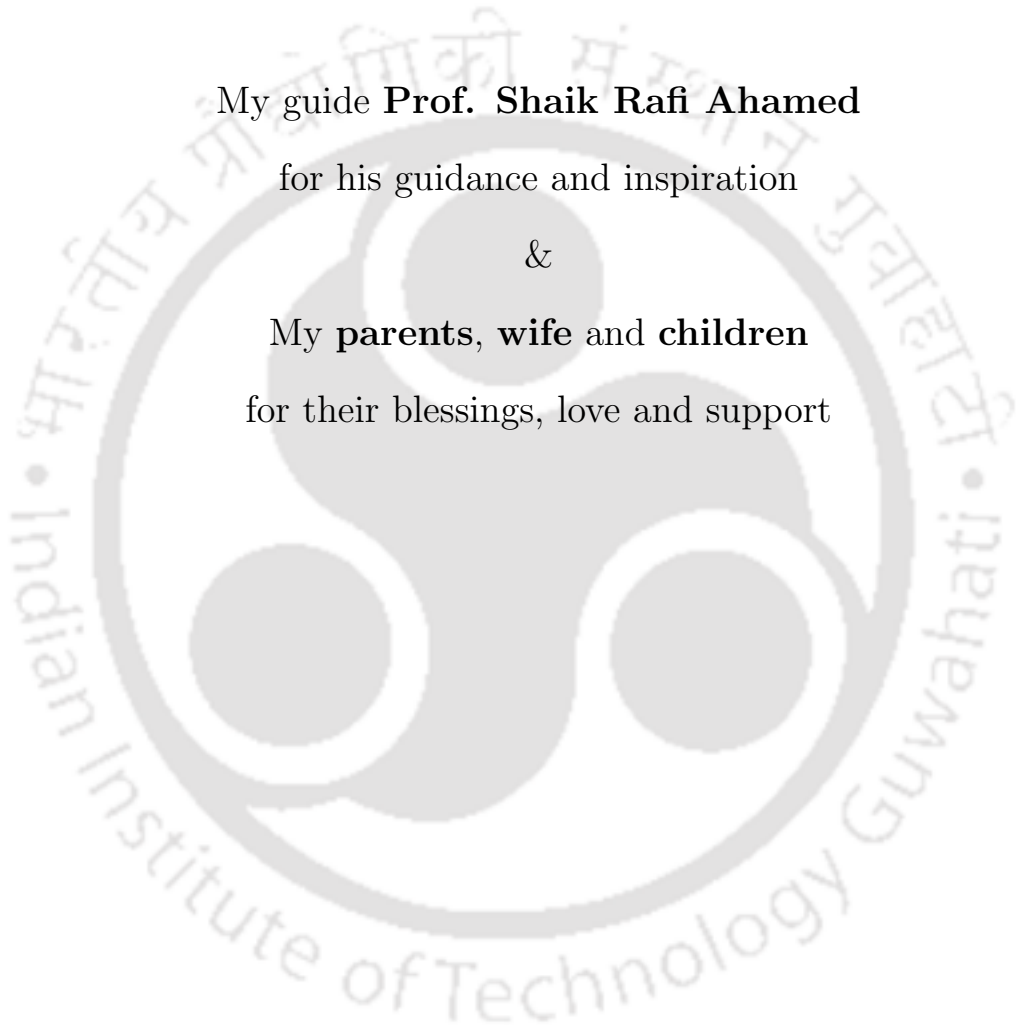 My guide Prof. Shaik Rafi Ahamed
for his guidance and inspiration
&
My parents, wife and children
for their blessings, love and support
भारतीय प्रौद्योगिकी संस्थान गुवाहाटी
• Indian Institute of Technology Guwahati •